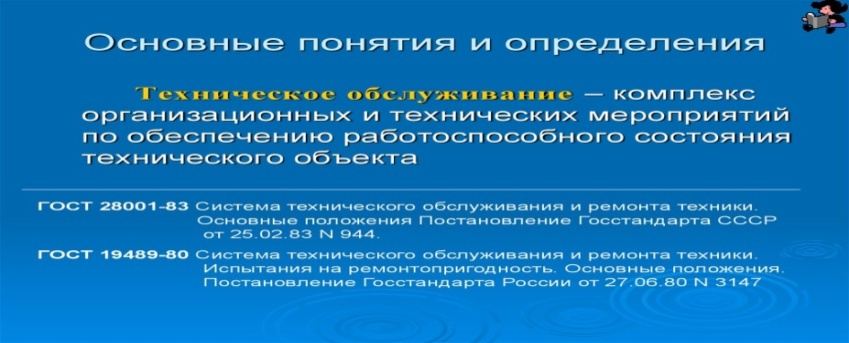 Основные понятия и определения
Техническое обслуживание – комплекс
организационных и технических мероприятий
по обеспечению работоспособного состояния
технического объекта
ГОСТ 28001-83 Система технического обслуживания и ремонта техники.
Основные положения Постановление Госстандарта СССР
от 25.02.83 N 944.
ГОСТ 19489-80 Система технического обслуживания и ремонта техники.
Испытания на ремонтопригодность. Основные положения.
Постановление Госстандарта России от 27.06.80 N 3147